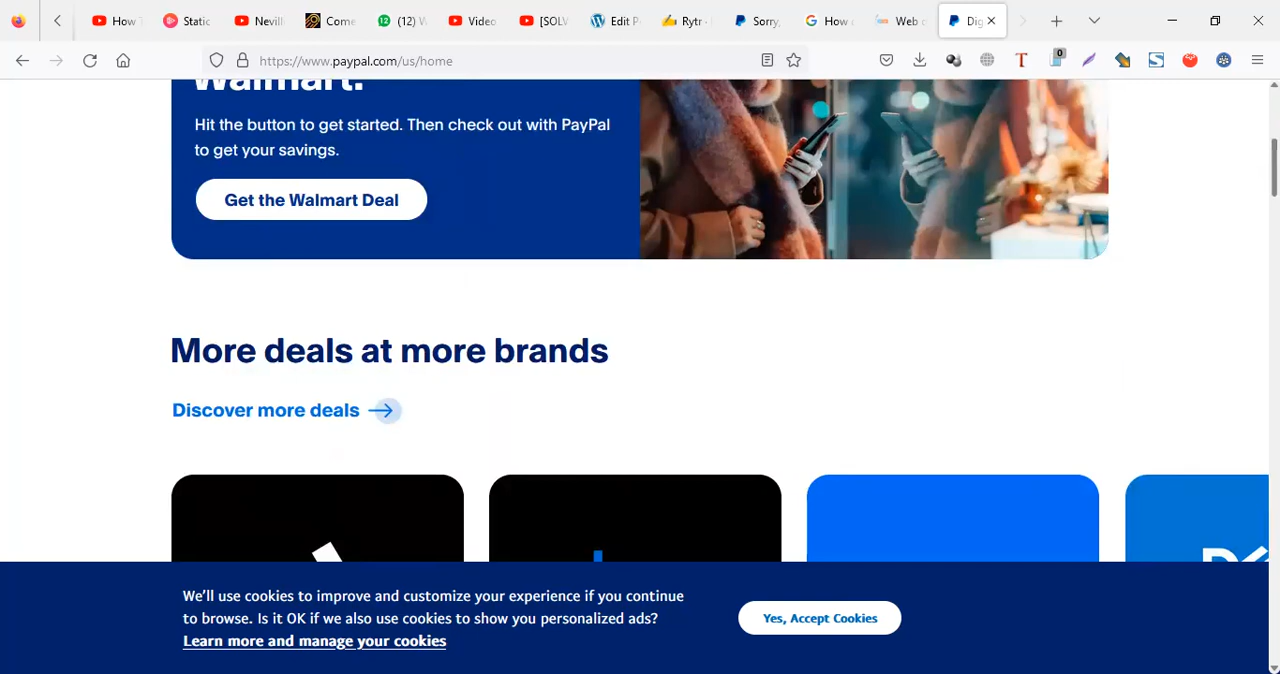 How
Static
Nevill
Come
(12) W
Video
[SOLV
Edit P
Rytr
Sorry,
How
Web
Dig
https://www.paypal.com/us/home
0
Walmart.
Hit the button to get started. Then check out with PayPal
to get your savings.
Get the Walmart Deal
More deals at more brands
Discover more deals
We'll use cookies to improve and customize your experience if you continue
to browse. Is it OK if we also use cookies to show you personalized ads?
Learn more and manage your cookies
Yes, Accept Cookies